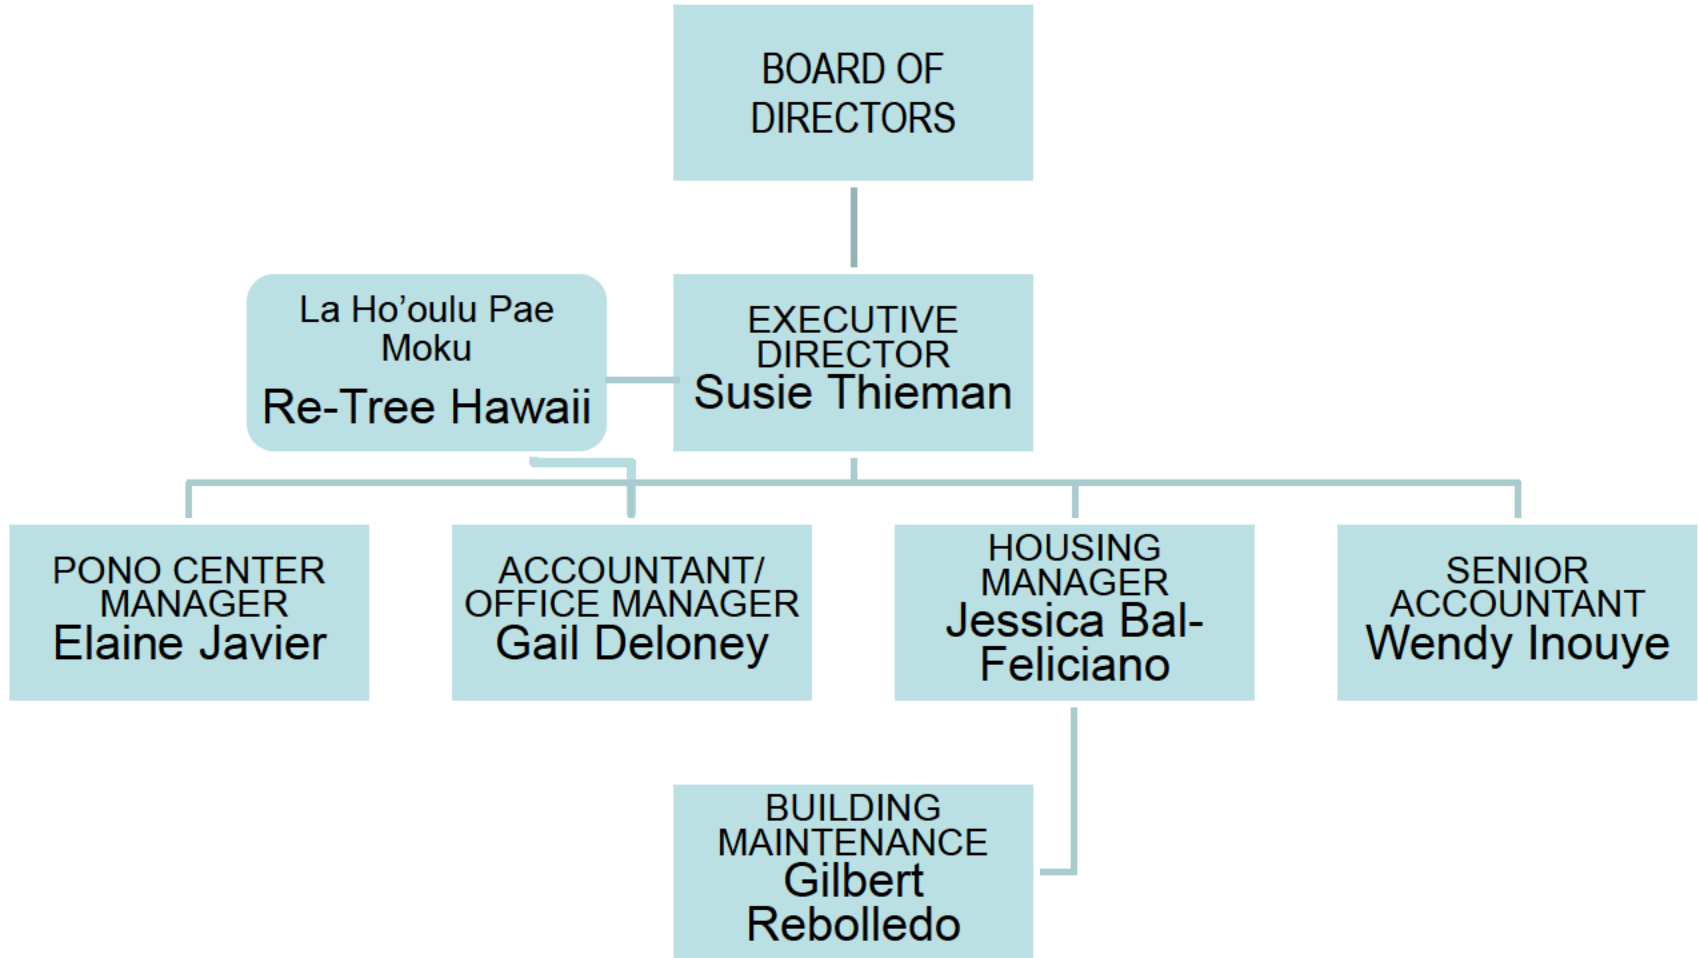 BOARD OF
DIRECTORS
La Ho’oulu Pae
Moku
Re-Tree Hawaii
EXECUTIVE
DIRECTOR
Susie Thieman
PONO CENTER
MANAGER
Elaine Javier
ACCOUNTANT/
OFFICE MANAGER
Gail Deloney
HOUSING
MANAGER
Jessica Bal-
Feliciano
SENIOR
ACCOUNTANT
Wendy Inouye
BUILDING
MAINTENANCE
Gilbert
Rebolledo